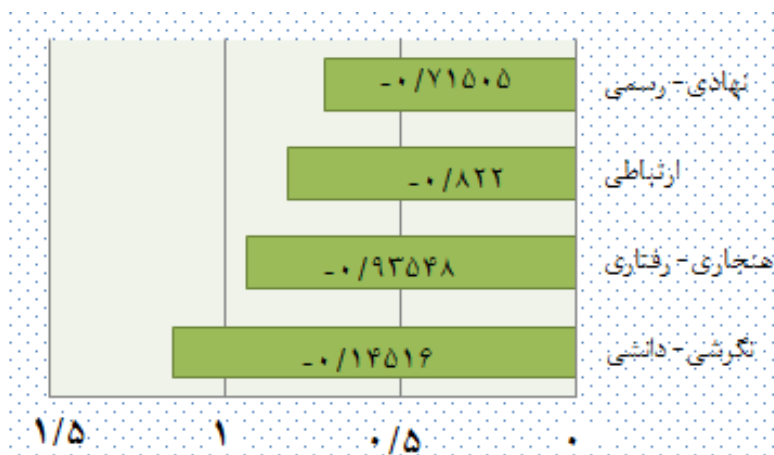 نهادی- رسمی -۰/۷۱۵۰۵
ارتباطی -۰/۸۲۲
هنجاری- رفتاری -۰/۹۳۵۴۸
نگرشی- دانشی -۰/۱۴۵۱۶
۰ ۰/۵ ۱ ۱/۵